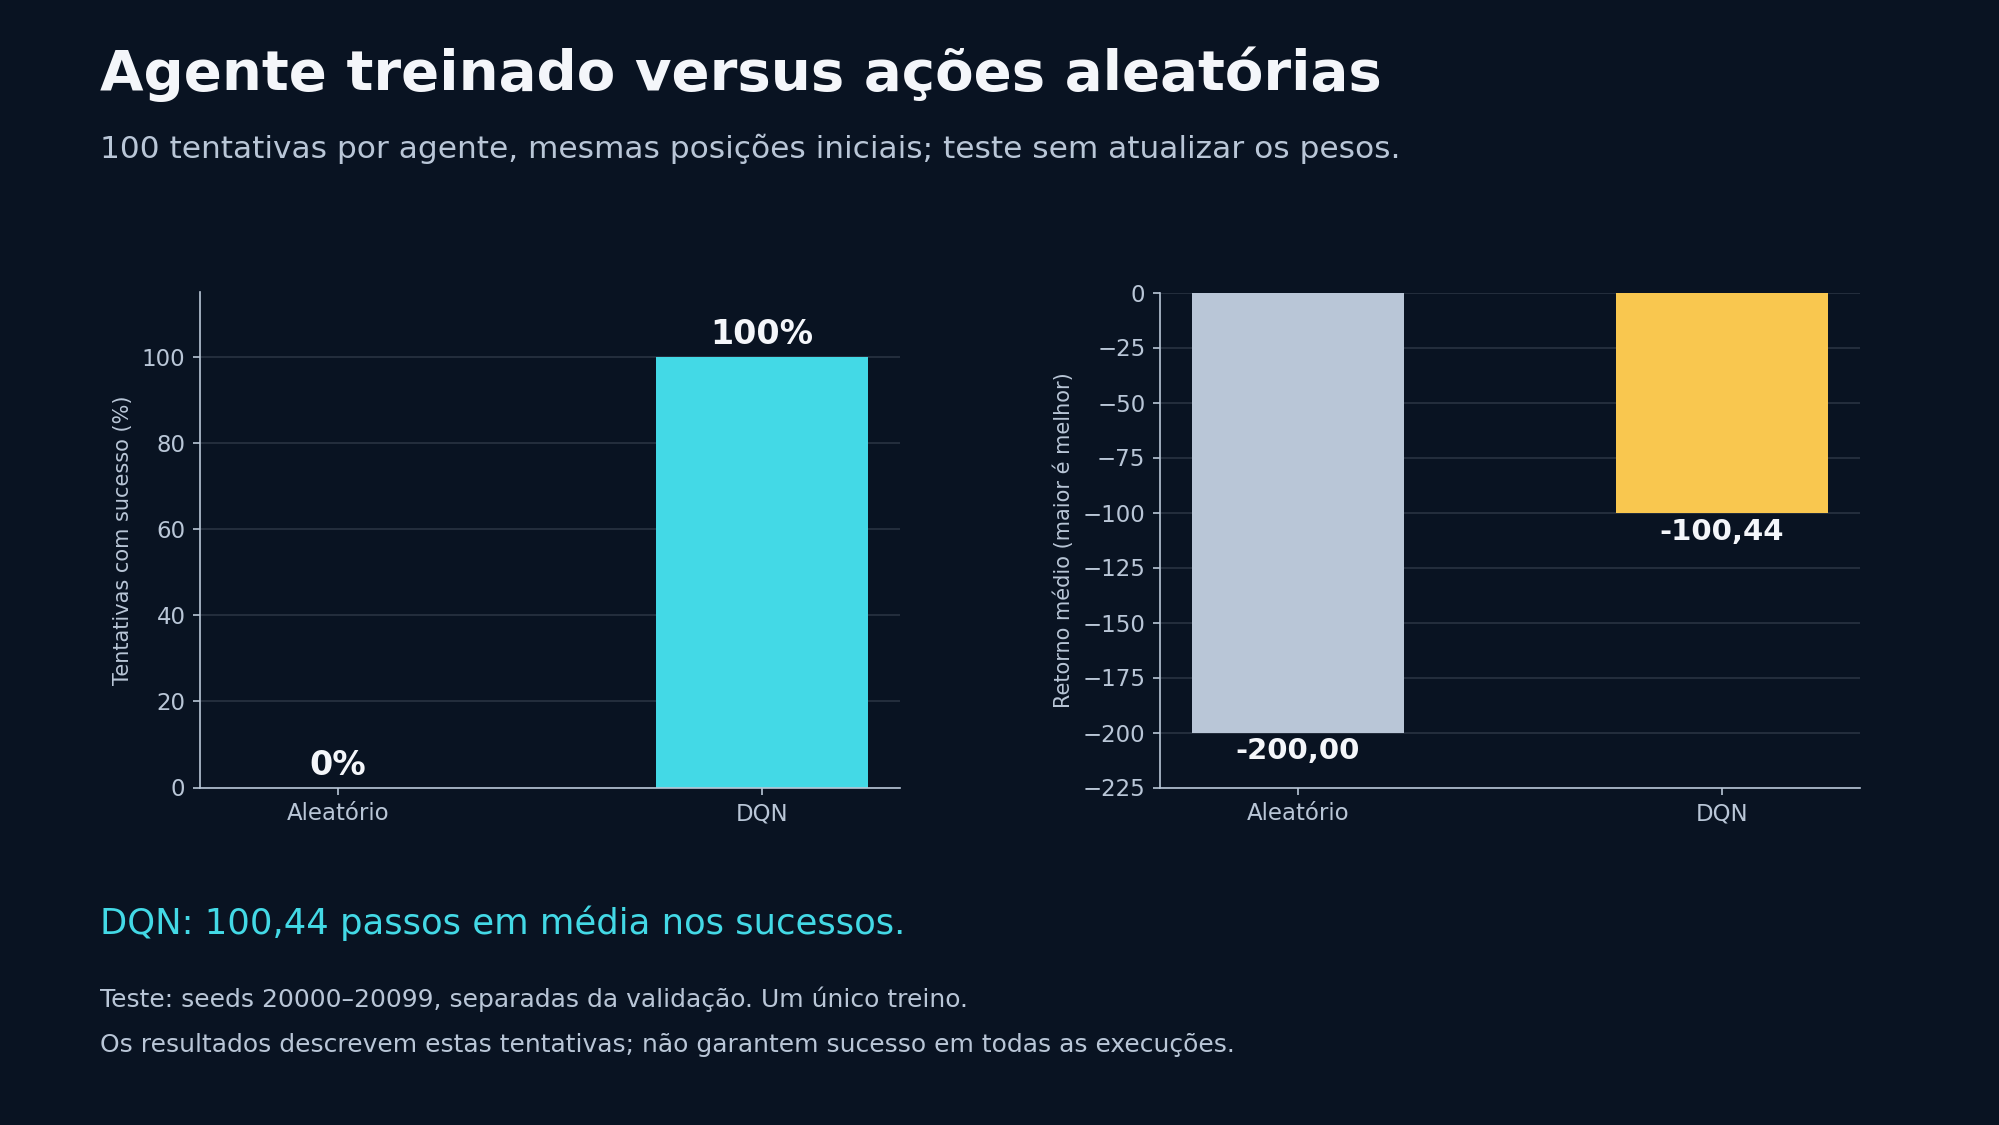 Agente treinado versus ações aleatórias
100 tentativas por agente, mesmas posições iniciais; teste sem atualizar os pesos.
Tentativas com sucesso (%)
100
80
60
40
20
0
0%
100%
Aleatório
DQN
Retorno médio (maior é melhor)
0
−25
−50
−75
−100
−125
−150
−175
−200
−225
-200,00
-100,44
Aleatório
DQN
DQN: 100,44 passos em média nos sucessos.
Teste: seeds 20000–20099, separadas da validação. Um único treino.
Os resultados descrevem estas tentativas; não garantem sucesso em todas as execuções.